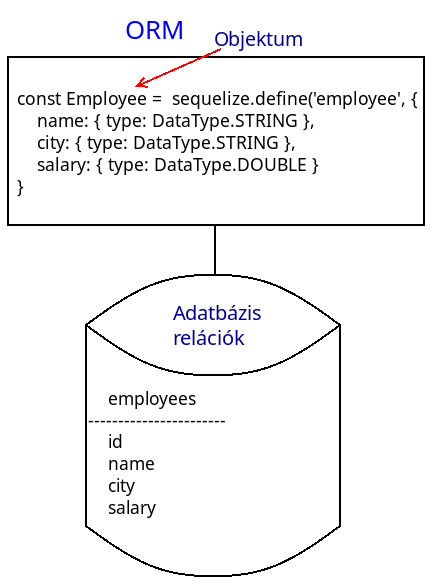 ORM
Objektum
const Employee =  sequelize.define('employee', {
    name: { type: DataType.STRING },
    city: { type: DataType.STRING },
    salary: { type: DataType.DOUBLE }
}
Adatbázis
relációk
employees
-----------------------
id
name
city
salary